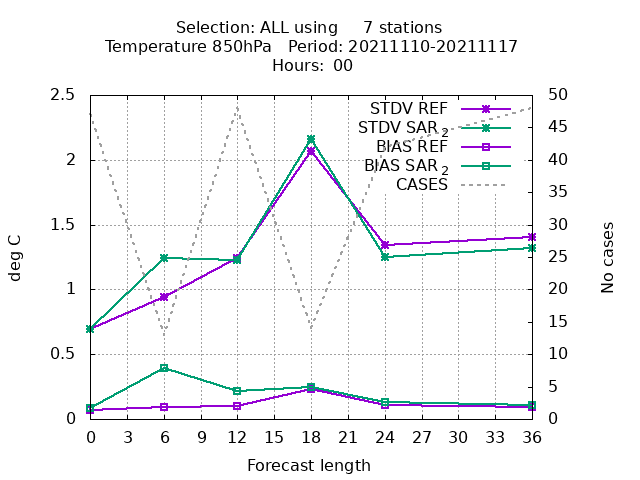 Selection: ALL using     7 stations
Temperature 850hPa   Period: 20211110-20211117
Hours:  00
STDV REF
STDV SAR_2
BIAS REF
BIAS SAR_2
CASES
2.5
2
1.5
1
0.5
0
deg C
50
45
40
35
30
25
20
15
10
5
0
No cases
0 3 6 9 12 15 18 21 24 27 30 33 36
Forecast length